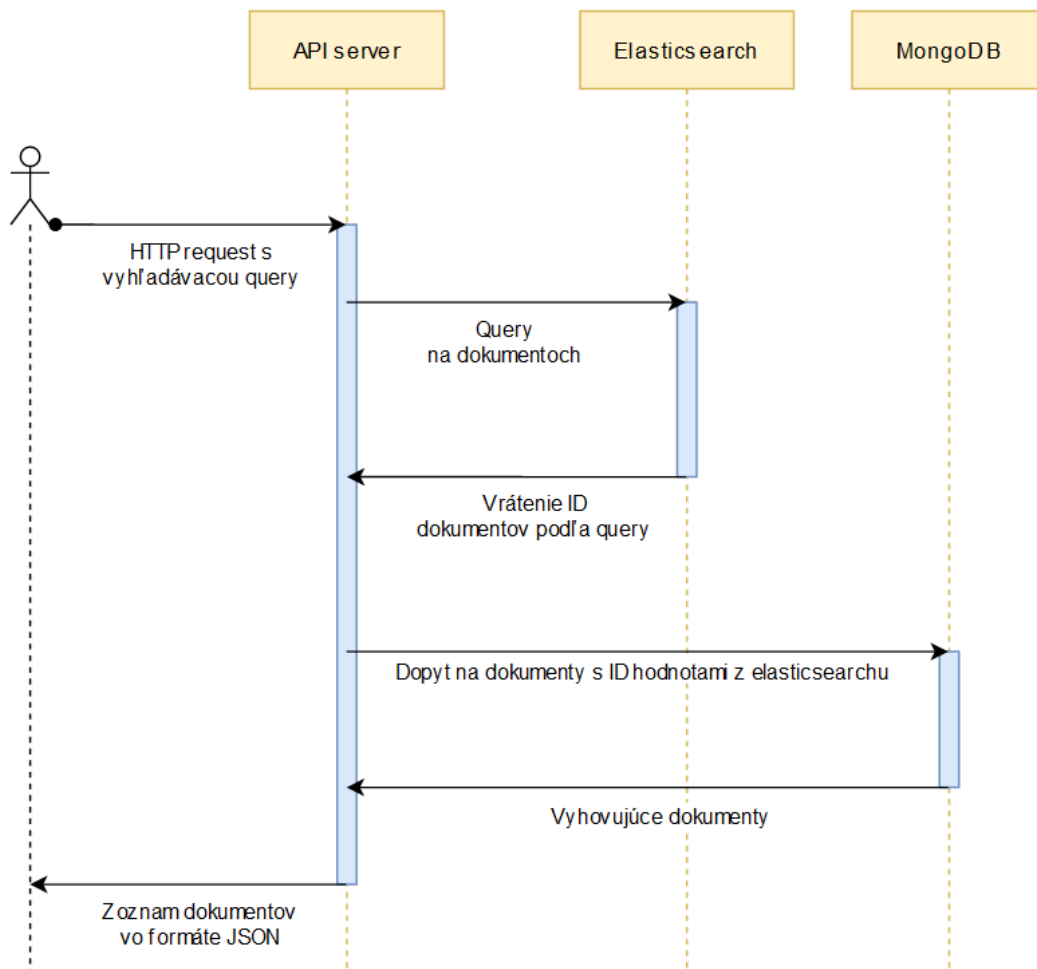 API server
Elasticsearch
MongoDB
HTTP request s
vyhľadávacou query
Query
na dokumentoch
Vrátenie ID
dokumentov podľa query
Dopyt na dokumenty s ID hodnotami z elasticsearchu
Vyhovujúce dokumenty
Zoznam dokumentov
vo formáte JSON